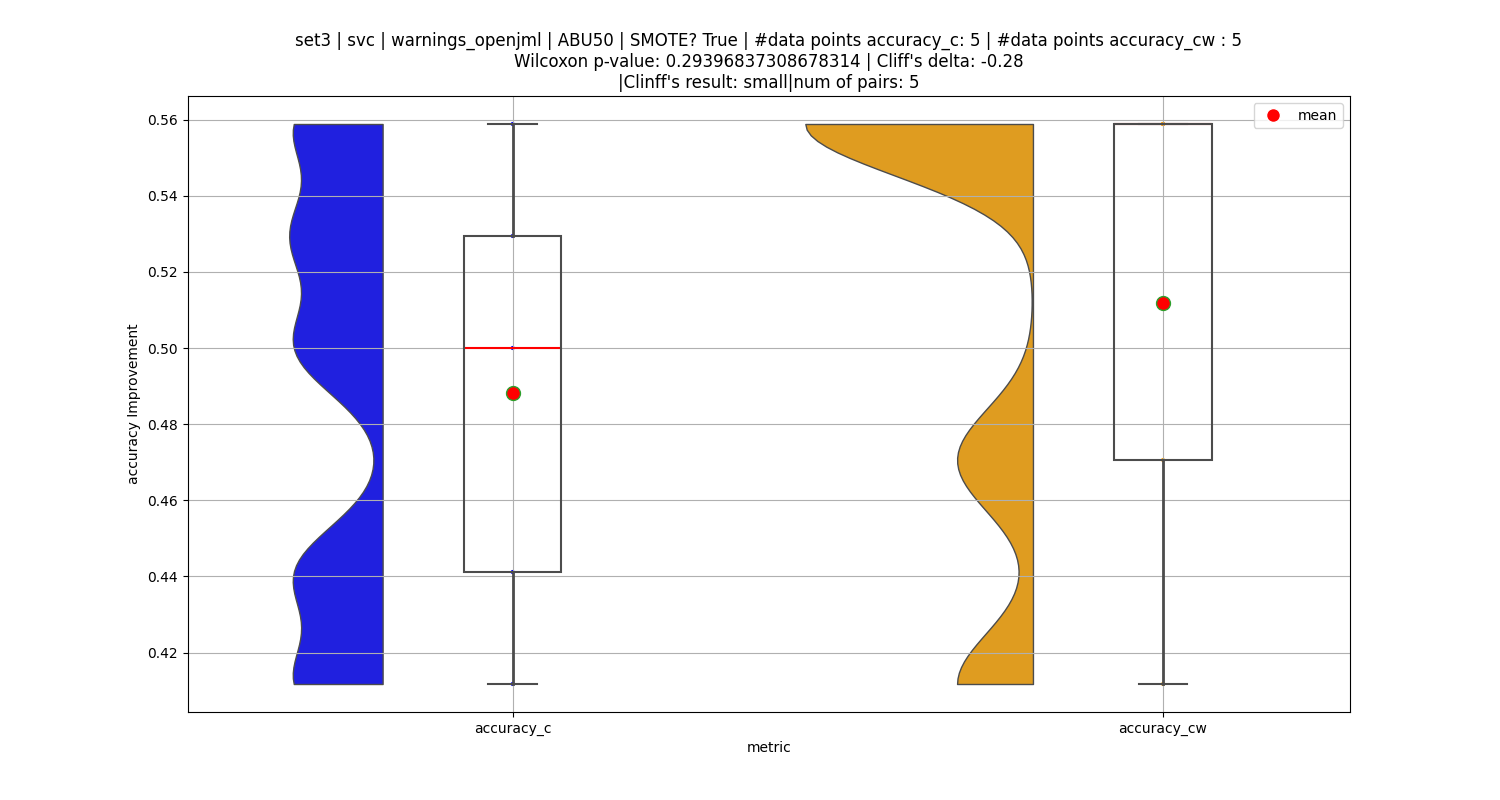 set3 | svc | warnings_openjml | ABU50 | SMOTE? True | #data points accuracy_c: 5 | #data points accuracy_cw : 5
Wilcoxon p-value: 0.29396837308678314 | Cliff's delta: -0.28
|Clinff's result: small|num of pairs: 5
mean
0.56
0.54
0.52
0.50
0.48
0.46
0.44
0.42
accuracy Improvement
accuracy_c
accuracy_cw
metric